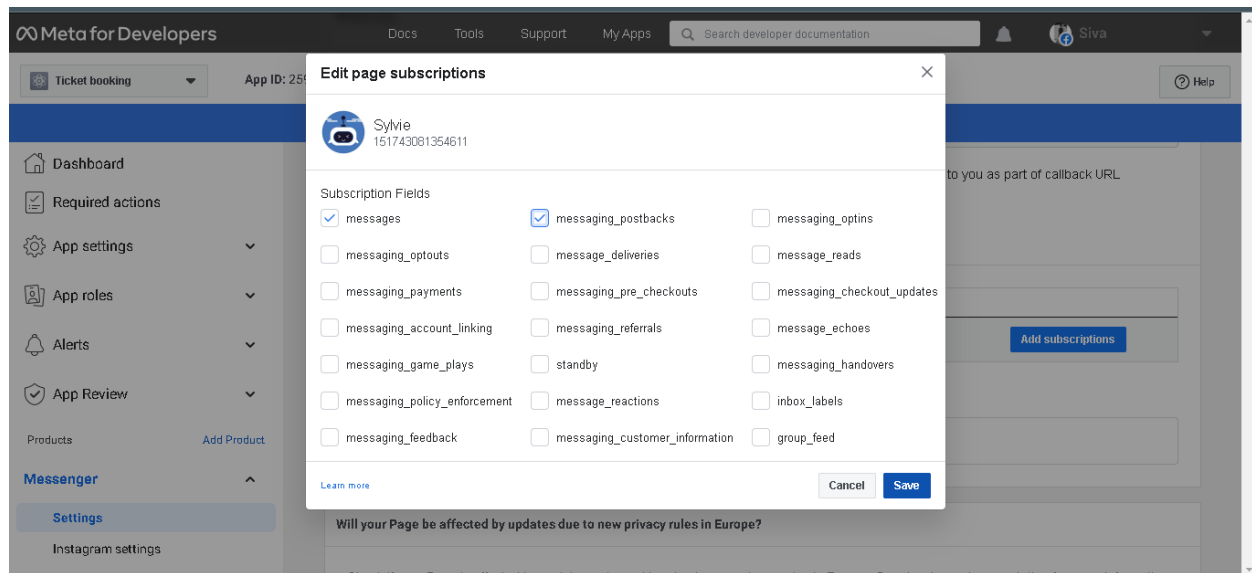 Meta for Developers
Docs
Tools
Support
My Apps
Search developer documentation
Siva
Ticket booking
App ID: 259
Help
Edit page subscriptions
Sylvie
151743081354611
to you as part of callback URL
Dashboard
Required actions
App settings
App roles
Alerts
App Review
Products
Add Product
Messenger
Settings
Instagram settings
Subscription Fields
messages
messaging_postbacks
messaging_optins
messaging_optouts
message_deliveries
message_reads
messaging_payments
messaging_pre_checkouts
messaging_checkout_updates
messaging_account_linking
messaging_referrals
message_echoes
messaging_game_plays
standby
messaging_handovers
messaging_policy_enforcement
message_reactions
inbox_labels
messaging_feedback
messaging_customer_information
group_feed
Add subscriptions
Learn more
Cancel
Save
Will your Page be affected by updates due to new privacy rules in Europe?